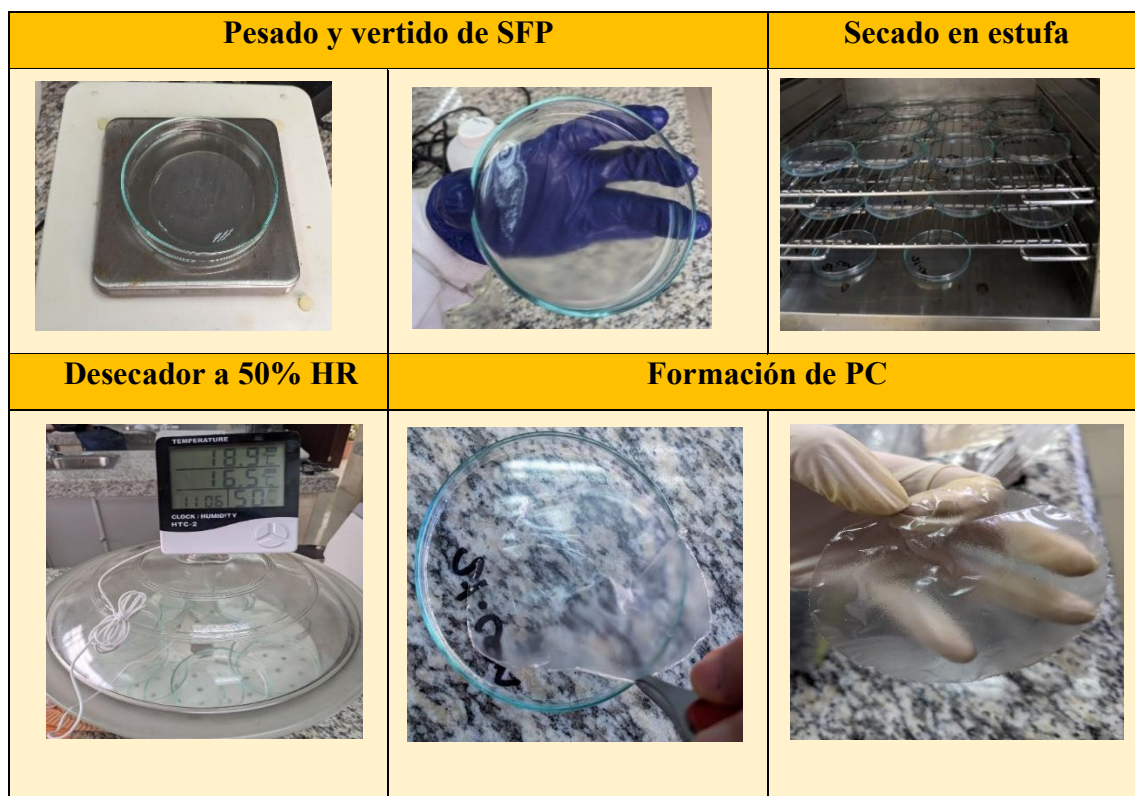 Pesado y vertido de SFP
Secado en estufa
Desecador a 50% HR
Formación de PC
TEMPERATURE
18.9°C
16.5°C
11:06 50%
CLOCK / HUMIDITY
HTC-2